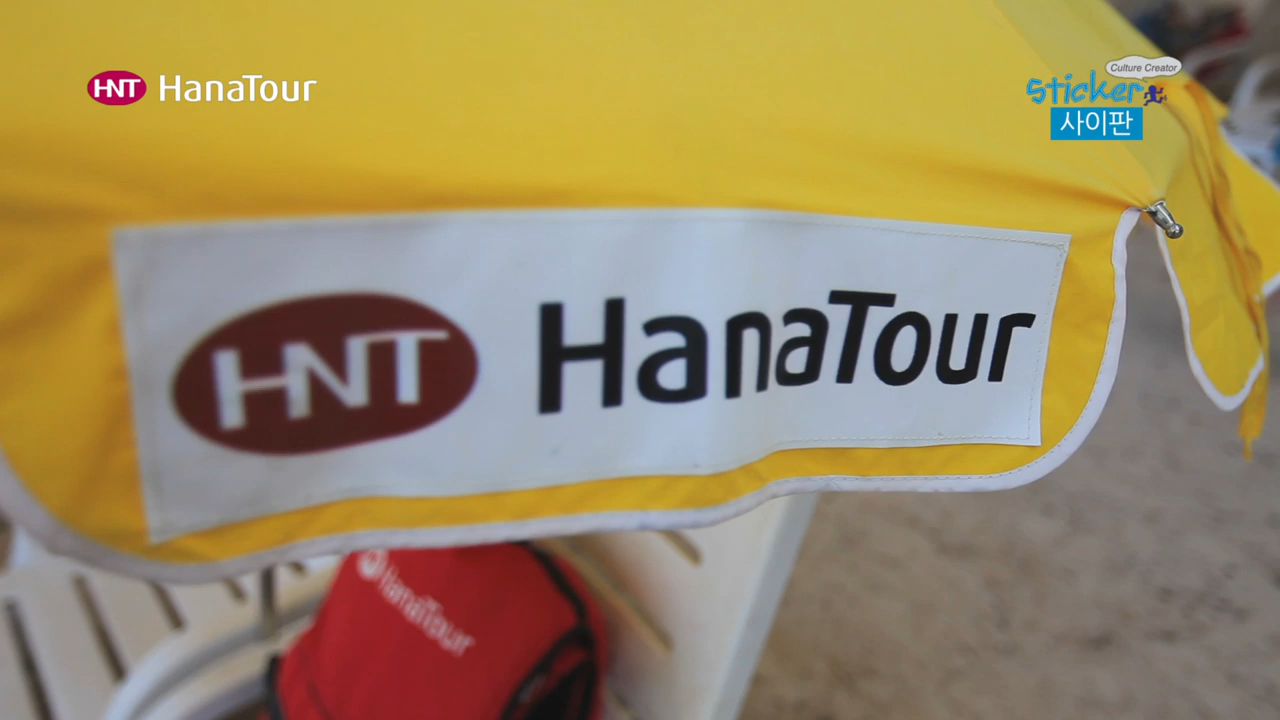 HNT HanaTour
Culture Creator
Sticker
사이판
HNT HanaTour
HanaTour